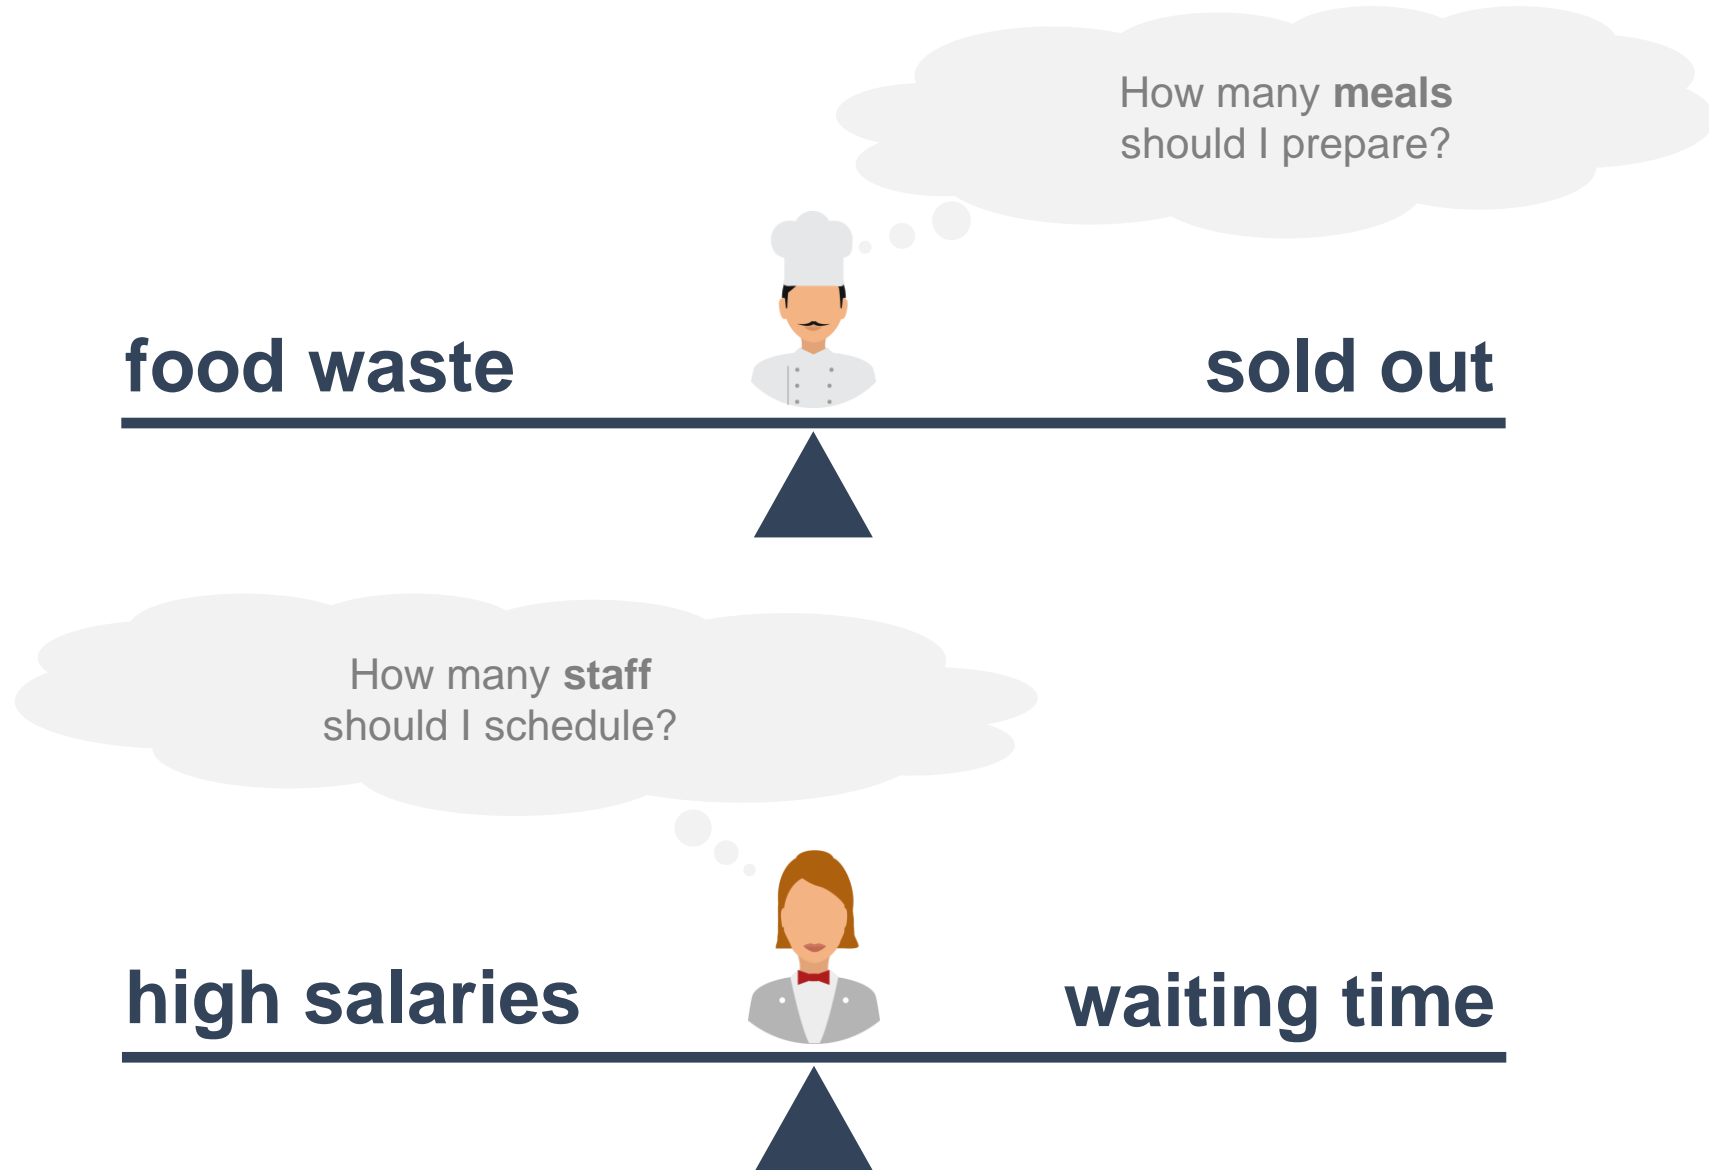 How many meals
should I prepare?
food waste
sold out
How many staff
should I schedule?
high salaries
waiting time